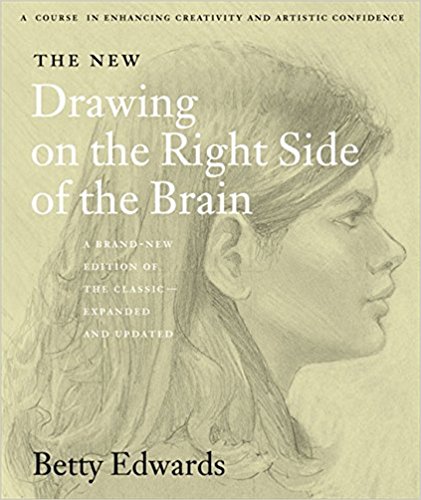 A COURSE IN ENHANCING CREATIVITY AND ARTISTIC CONFIDENCE
THE NEW
Drawing
on the Right Side
of the Brain
A BRAND-NEW
EDITION OF
THE CLASSIC—
EXPANDED
AND UPDATED
Betty Edwards